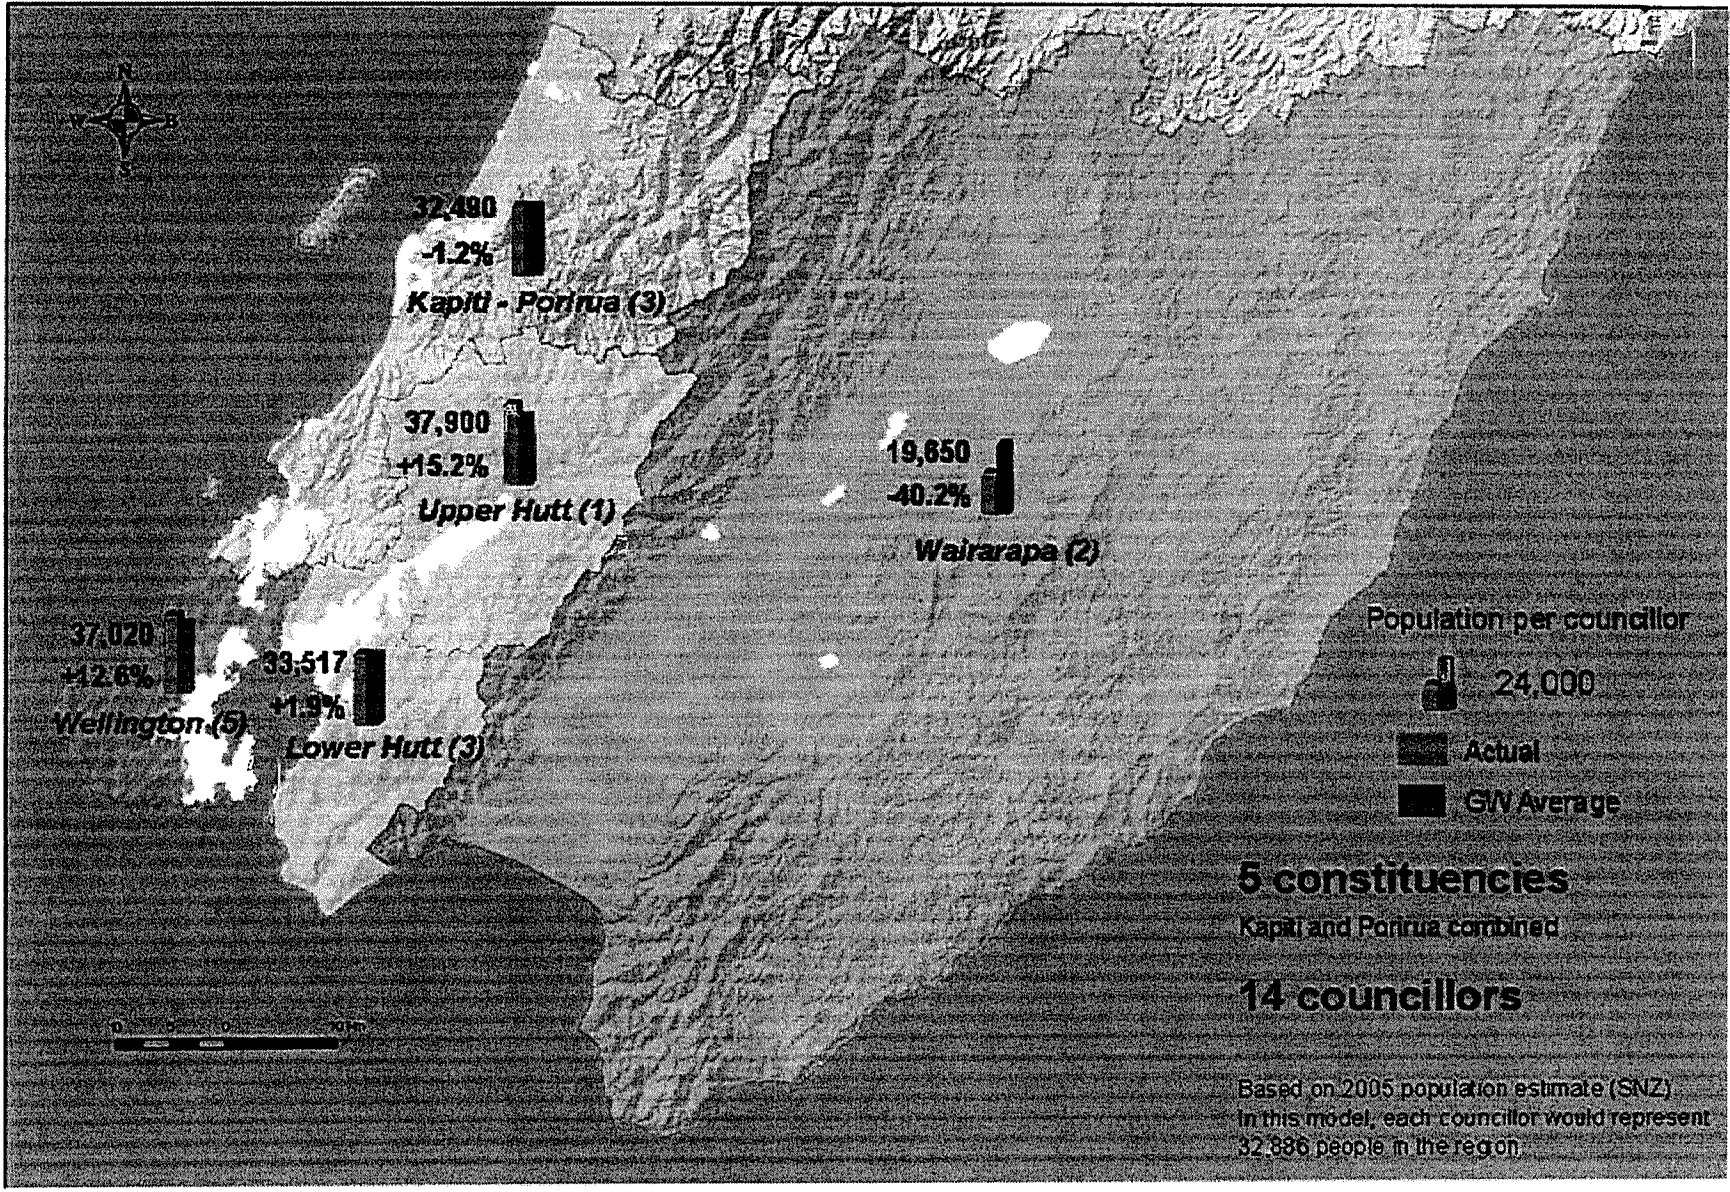 N
W
S
32,490
-1.2%
Kapiti - Porirua (3)
37,900
+15.2%
Upper Hutt (1)
19,650
-40.2%
Wairarapa (2)
37,020
+12.6%
Wellington (5)
33,517
+1.9%
Lower Hutt (3)
Population per councillor
24,000
Actual
GW Average
5 constituencies
Kapiti and Porirua combined
14 councillors
Based on 2005 population estimate (SNZ)
In this model, each councillor would represent
32,886 people in the region